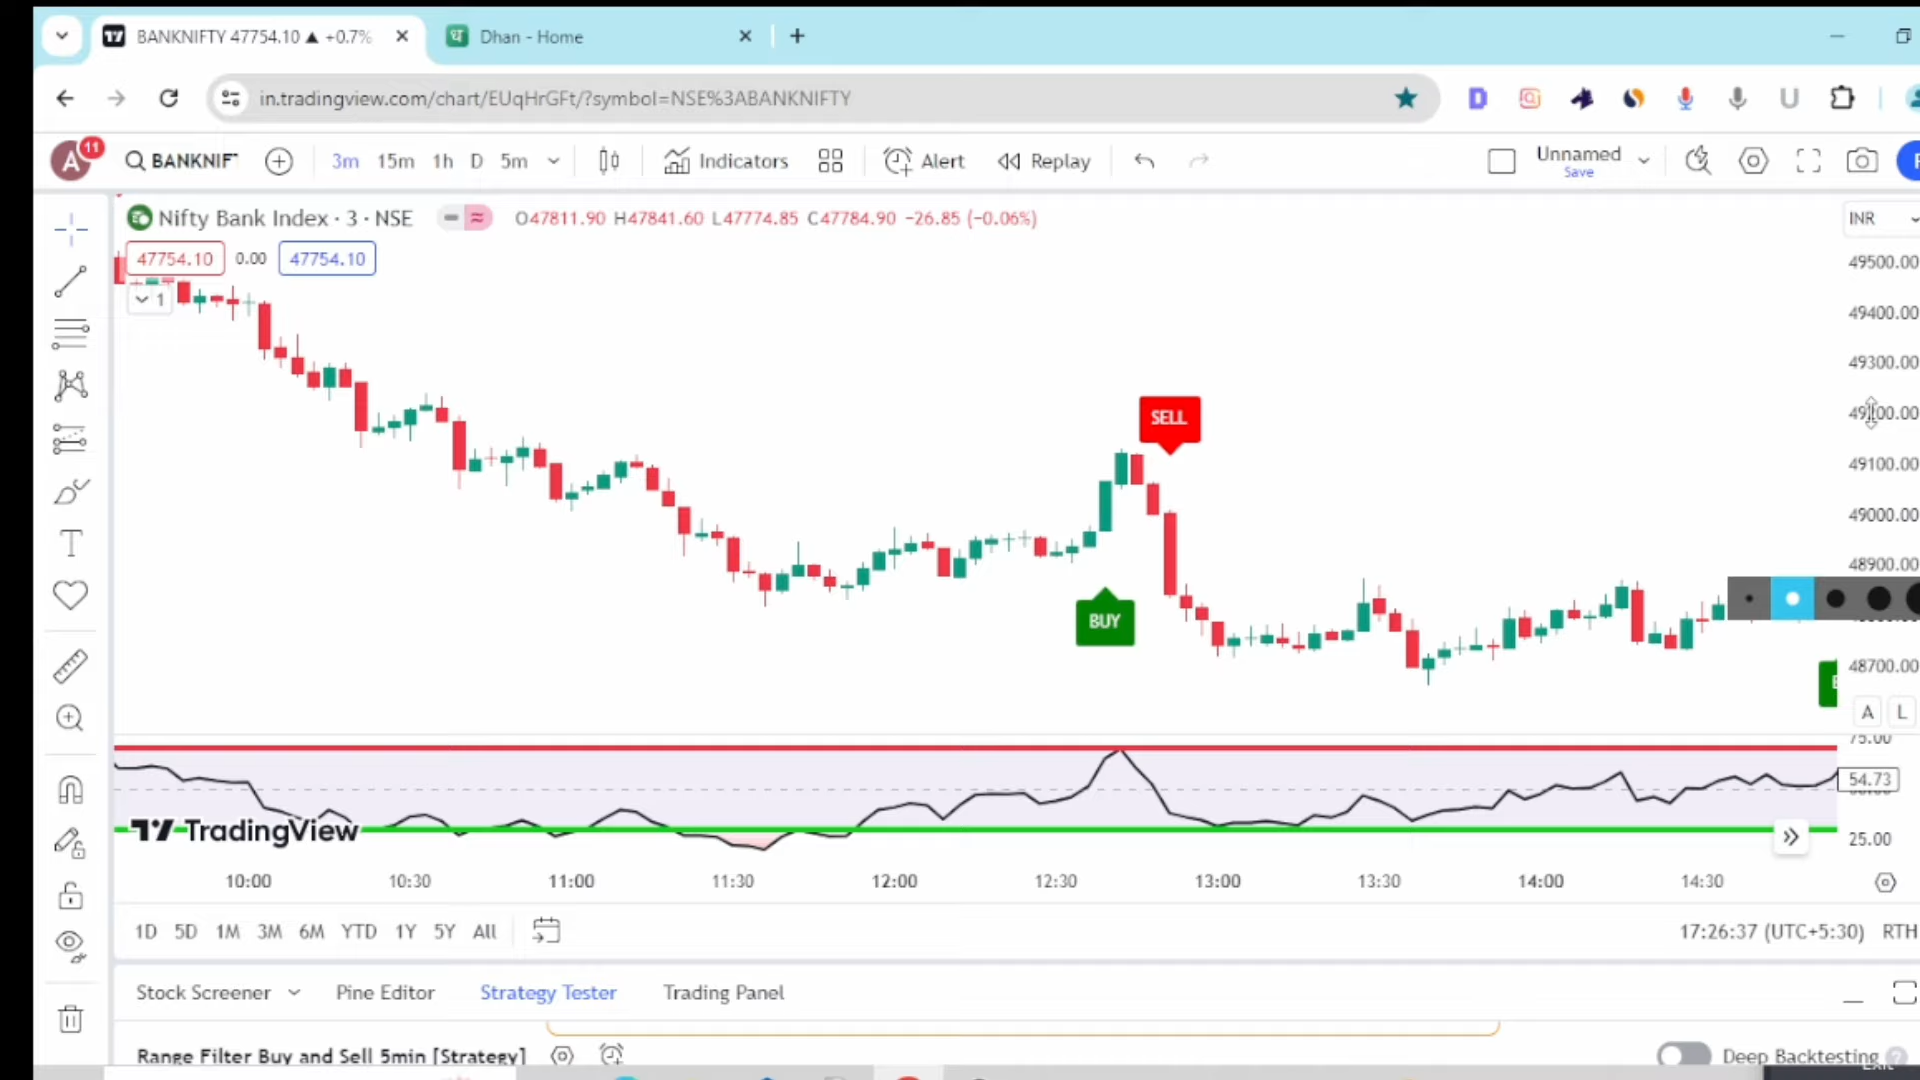 BANKNIFTY 47754.10 ▲ +0.7%
Dhan - Home
in.tradingview.com/chart/EUqHrGFt/?symbol=NSE%3ABANKNIFTY
A 11 BANKNIF 3m 15m 1h D 5m Indicators Alert Replay Unnamed
Save
Nifty Bank Index · 3 · NSE O47811.90 H47841.60 L47774.85 C47784.90 −26.85 (−0.06%) INR
47754.10 0.00 47754.10
1
49500.00
49400.00
49300.00
SELL
49100.00
49000.00
48900.00
BUY
48700.00
A L
75.00
54.73
TradingView
25.00
10:00 10:30 11:00 11:30 12:00 12:30 13:00 13:30 14:00 14:30
1D 5D 1M 3M 6M YTD 1Y 5Y All 17:26:37 (UTC+5:30) RTH
Stock Screener Pine Editor Strategy Tester Trading Panel
Range Filter Buy and Sell 5min [Strategy] Deep Backtesting